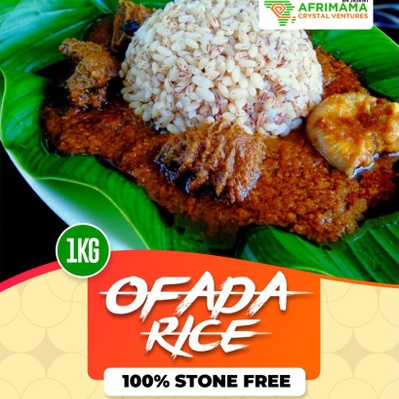 AFRIMAMA
CRYSTAL VENTURES
1KG
OFADA
RICE
100% STONE FREE